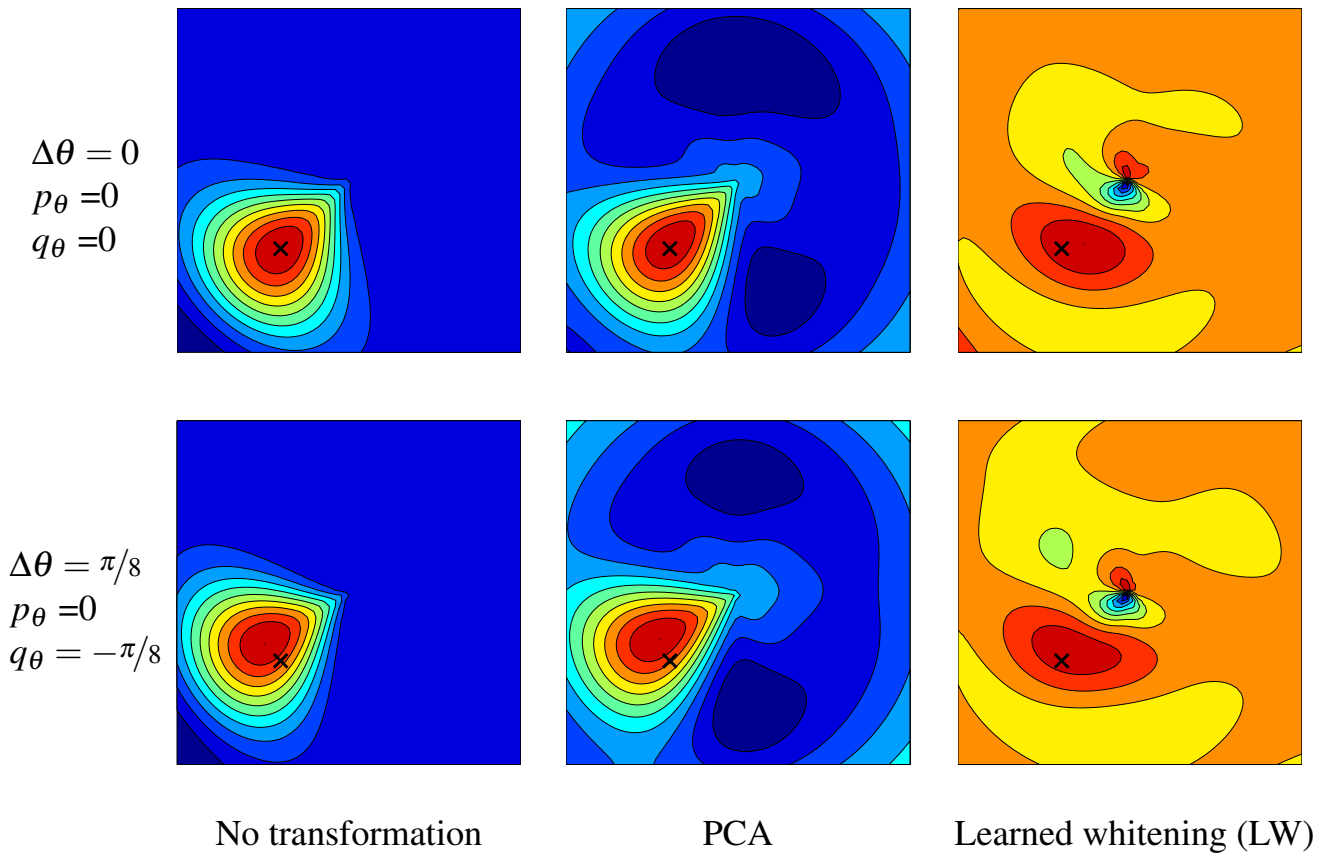 Δθ = 0
pθ =0
qθ =0
Δθ = π/8
pθ =0
qθ = −π/8
No transformation
PCA
Learned whitening (LW)